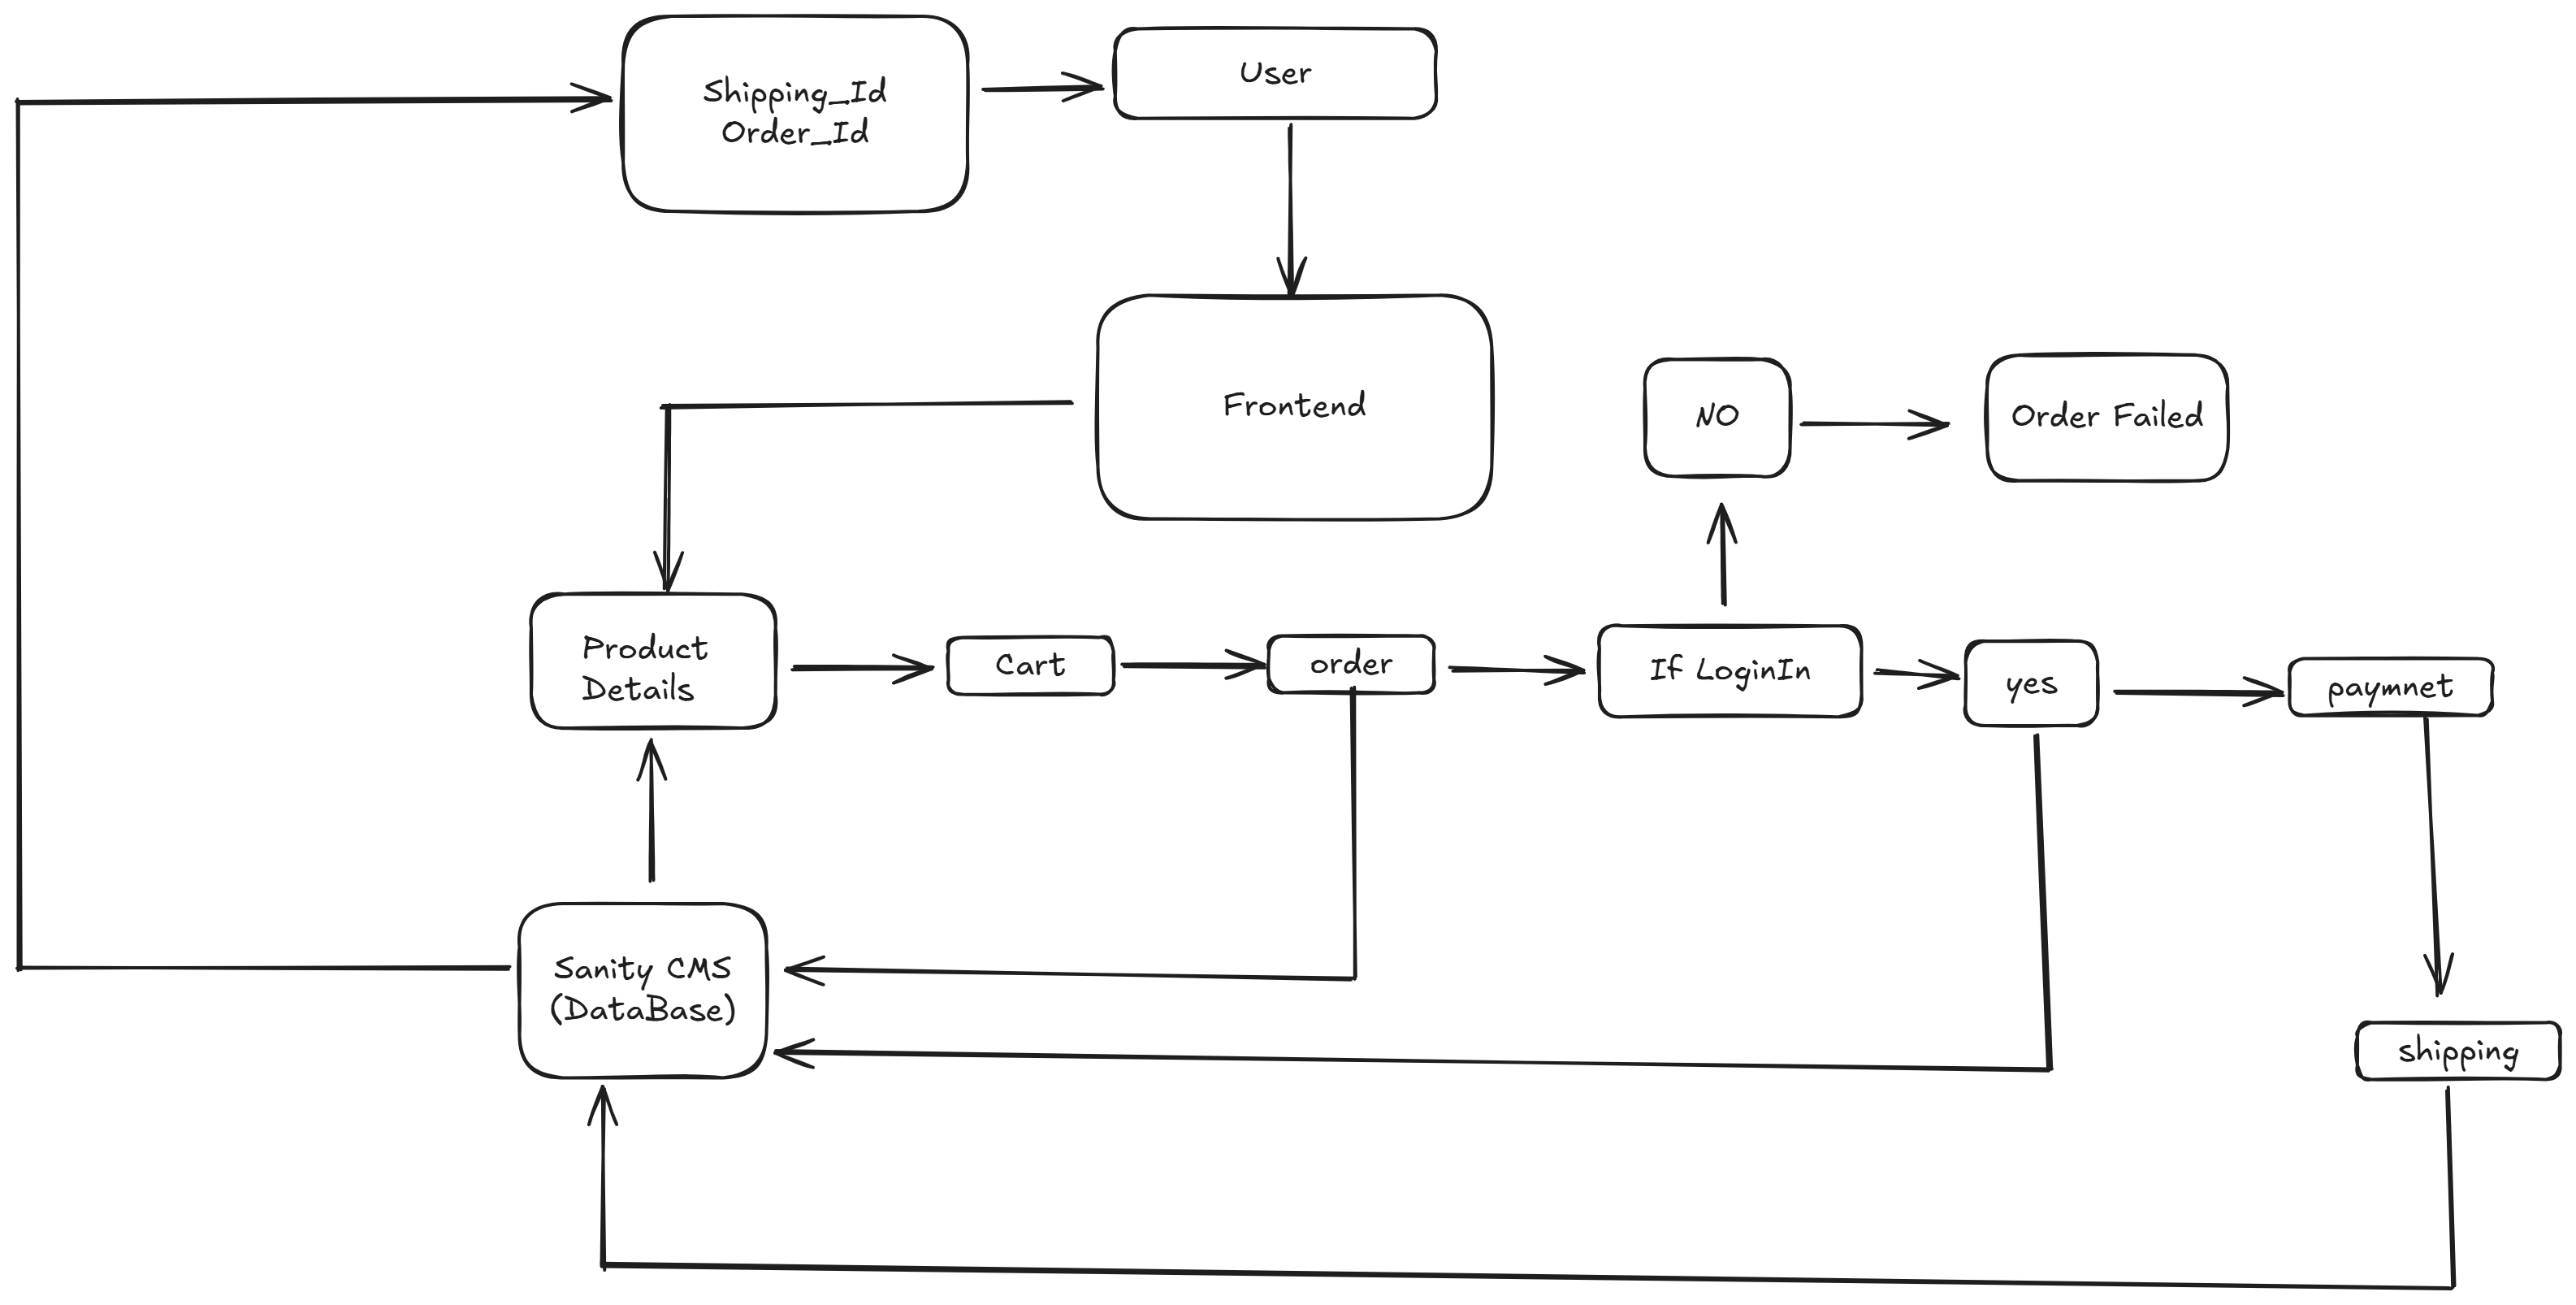 Shipping_Id
Order_Id
User
Frontend
NO
Order Failed
Product
Details
Cart
order
If LoginIn
yes
paymnet
Sanity CMS
(DataBase)
shipping